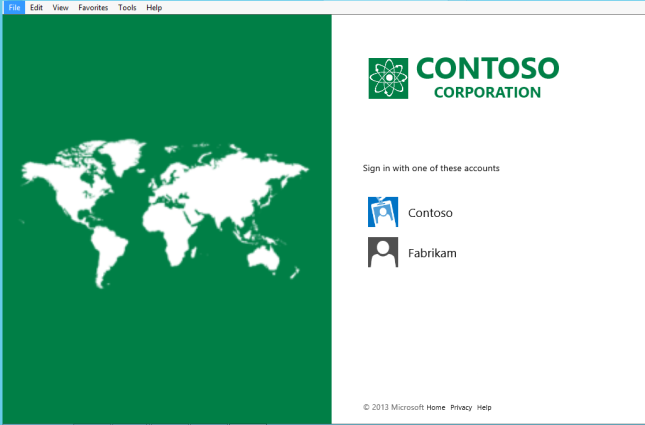 File Edit View Favorites Tools Help
CONTOSO
CORPORATION
Sign in with one of these accounts
Contoso
Fabrikam
© 2013 Microsoft Home Privacy Help